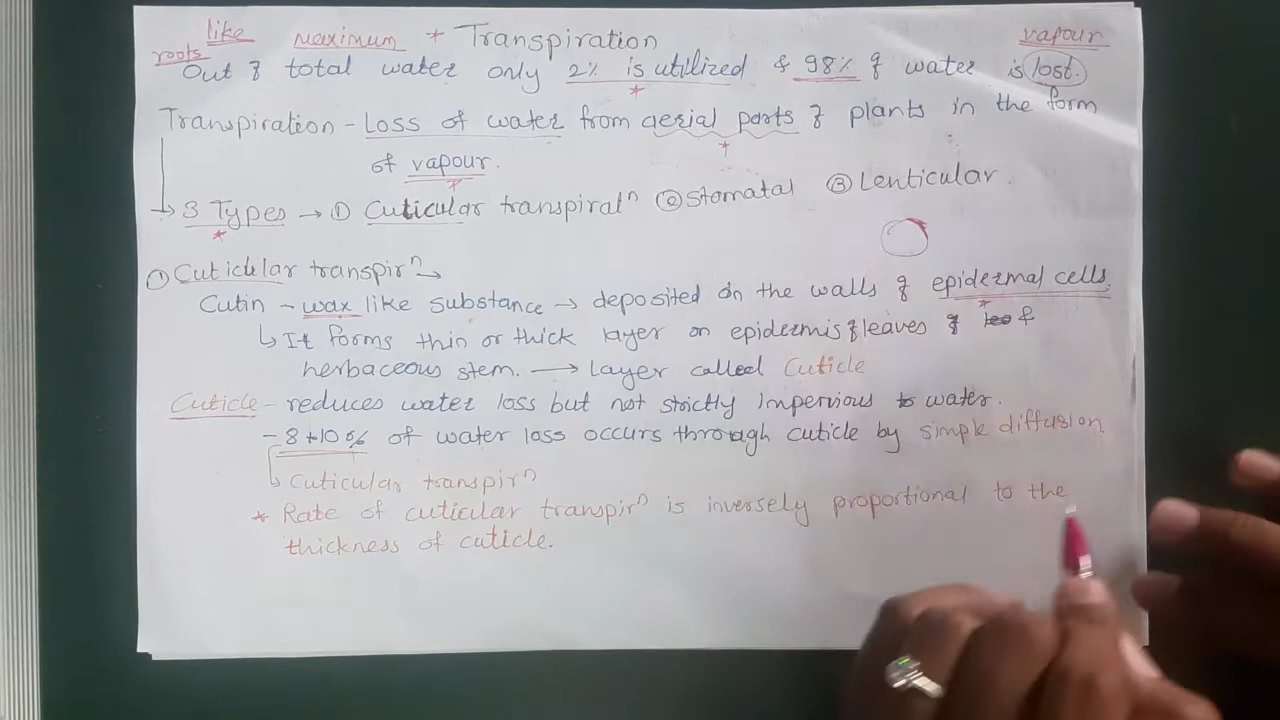 like maximum * Transpiration vapour
roots
Out of total water only 2% is utilized & 98% of water is lost.
*
Transpiration - Loss of water from aerial parts of plants in the form
of vapour.
→ 3 Types → ① Cuticular transpiratⁿ ② Stomatal ③ Lenticular.
① Cuticular transpirⁿ →
Cutin - wax like substance → deposited on the walls of epidermal cells.
↳ It forms thin or thick layer on epidermis of leaves &
herbaceous stem. → layer called Cuticle
Cuticle - reduces water loss but not strictly impervious to water.
- 8 to 10% of water loss occurs through cuticle by simple diffusion
↳ Cuticular transpirⁿ
* Rate of cuticular transpirⁿ is inversely proportional to the
thickness of cuticle.